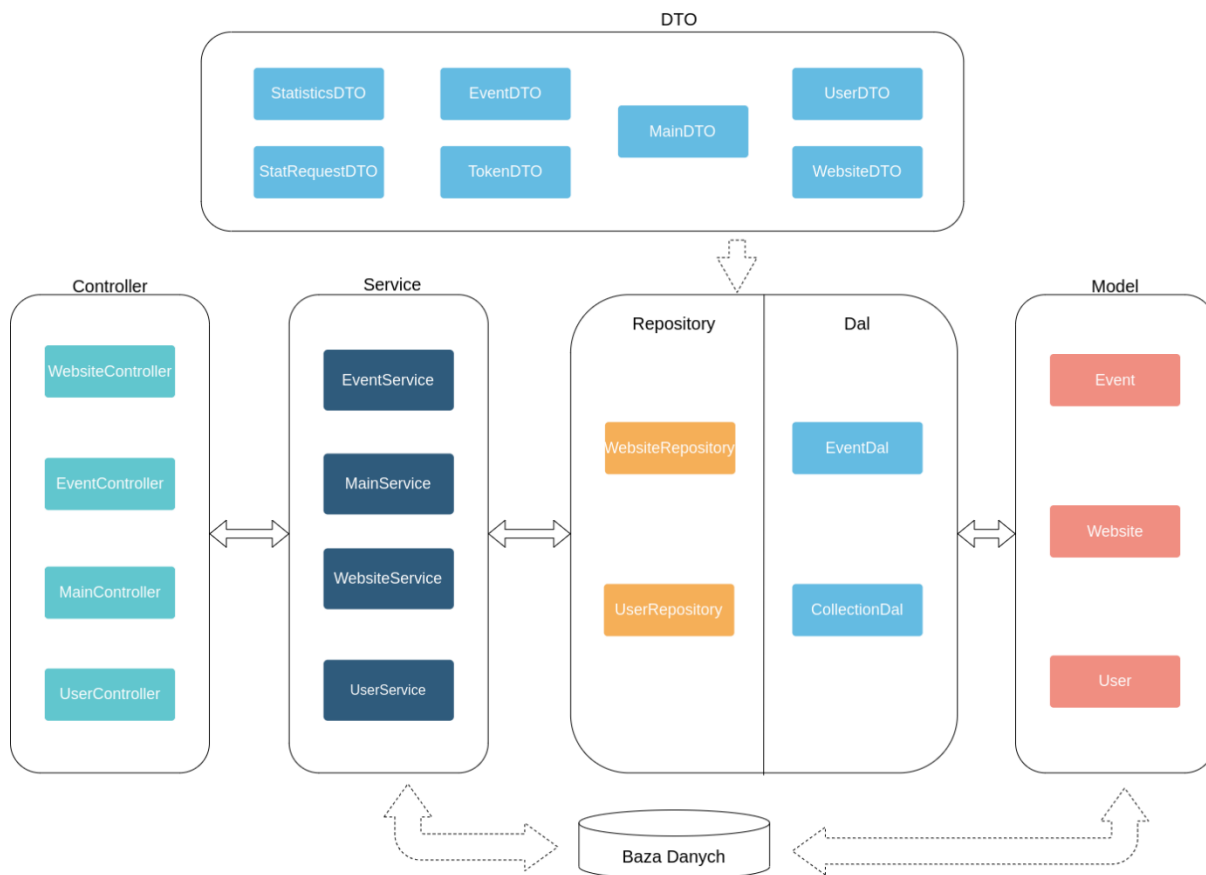 DTO
StatisticsDTO
EventDTO
MainDTO
UserDTO
StatRequestDTO
TokenDTO
WebsiteDTO
Controller
WebsiteController
EventController
MainController
UserController
Service
EventService
MainService
WebsiteService
UserService
Repository
WebsiteRepository
UserRepository
Dal
EventDal
CollectionDal
Model
Event
Website
User
Baza Danych